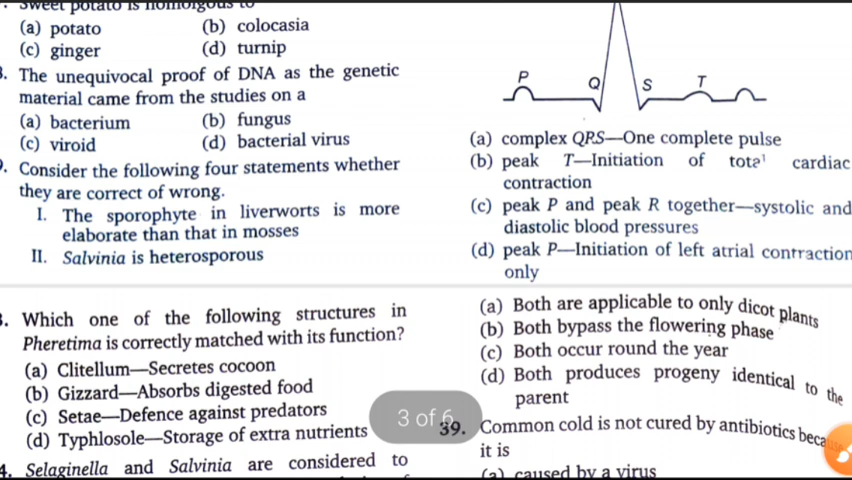 Sweet potato is homolgous to
(a) potato (b) colocasia
(c) ginger (d) turnip
The unequivocal proof of DNA as the genetic
material came from the studies on a
(a) bacterium (b) fungus
(c) viroid (d) bacterial virus
Consider the following four statements whether
they are correct of wrong.
I. The sporophyte in liverworts is more
elaborate than that in mosses
II. Salvinia is heterosporous
P Q S T
(a) complex QRS—One complete pulse
(b) peak T—Initiation of total cardiac
contraction
(c) peak P and peak R together—systolic and
diastolic blood pressures
(d) peak P—Initiation of left atrial contraction
only
Which one of the following structures in
Pheretima is correctly matched with its function?
(a) Clitellum—Secretes cocoon
(b) Gizzard—Absorbs digested food
(c) Setae—Defence against predators
(d) Typhlosole—Storage of extra nutrients
4. Selaginella and Salvinia are considered to
(a) Both are applicable to only dicot plants
(b) Both bypass the flowering phase
(c) Both occur round the year
(d) Both produces progeny identical to the
parent
3 of 6
39. Common cold is not cured by antibiotics because
it is
(a) caused by a virus